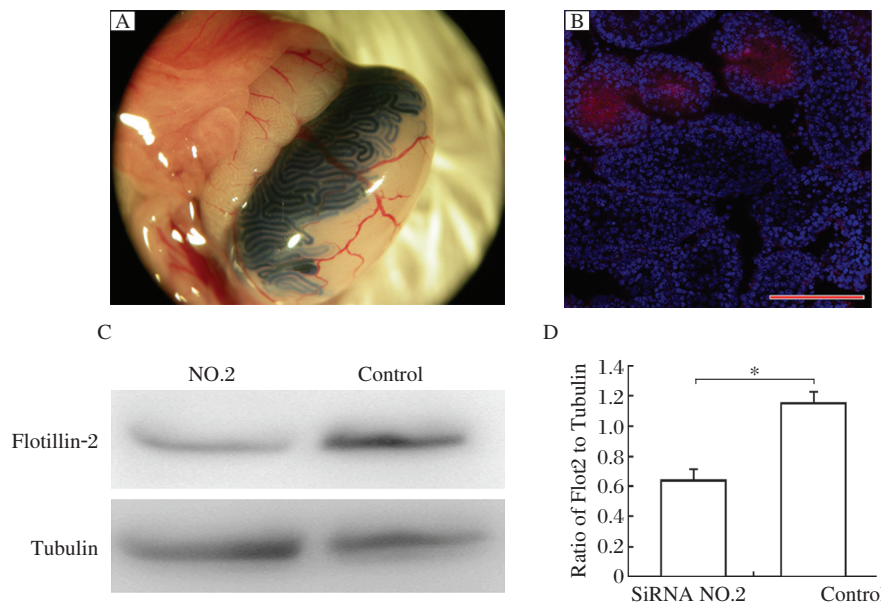 A
B
C
NO.2 Control
Flotillin-2
Tubulin
D
Ratio of Flot2 to Tubulin
1.4
1.2
1.0
0.8
0.6
0.4
0.2
0
*
SiRNA NO.2 Control